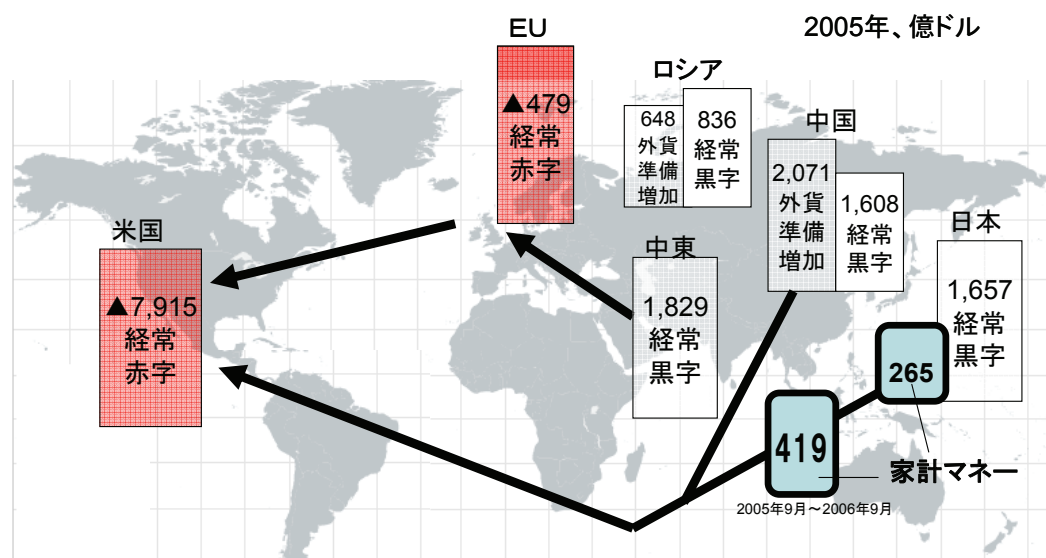 2005年、億ドル
EU
▲479
経常
赤字
ロシア
648
外貨
準備
増加
836
経常
黒字
中国
2,071
外貨
準備
増加
1,608
経常
黒字
日本
1,657
経常
黒字
米国
▲7,915
経常
赤字
中東
1,829
経常
黒字
265
419
家計マネー
2005年9月～2006年9月